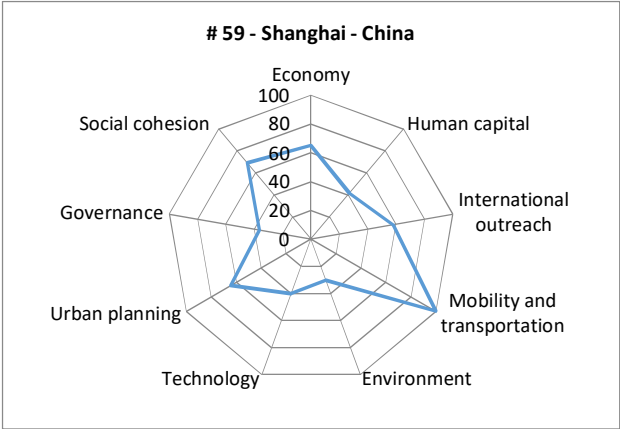 # 59 - Shanghai - China
Economy
100
80
60
40
20
0
Human capital
International
outreach
Mobility and
transportation
Environment
Technology
Urban planning
Governance
Social cohesion